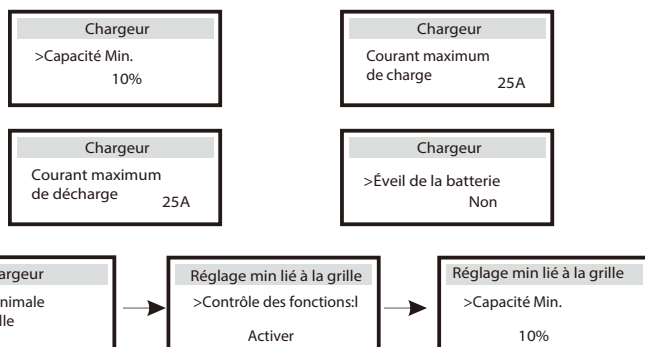 Chargeur
>Capacité Min.
10%
Chargeur
Courant maximum
de charge
25A
Chargeur
Courant maximum
de décharge
25A
Chargeur
>Éveil de la batterie
Non
Réglage min lié à la grille
>Contrôle des fonctions:l
Activer
Réglage min lié à la grille
>Capacité Min.
10%